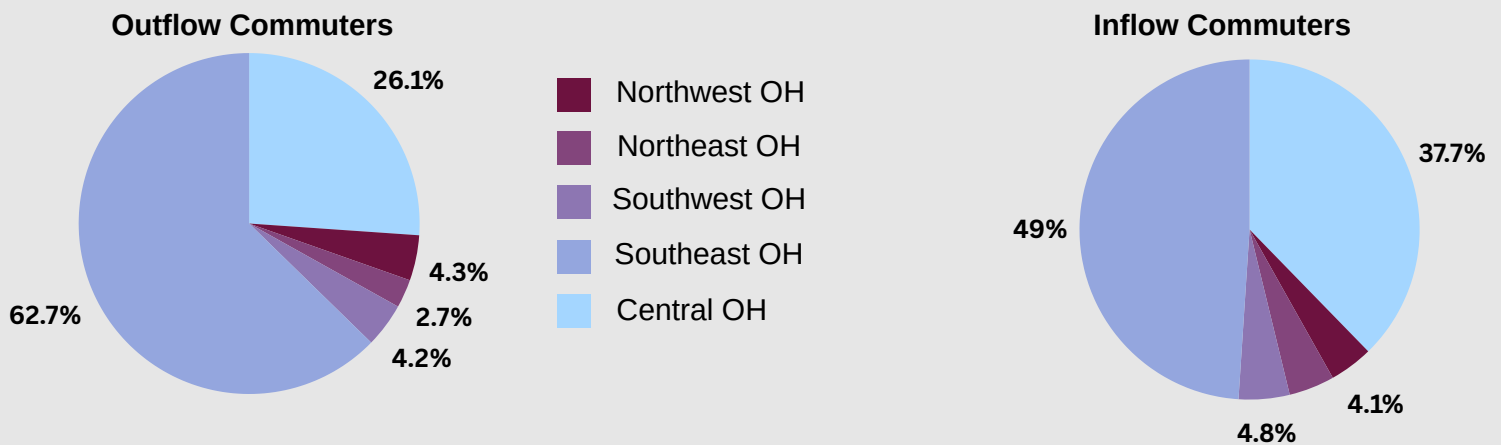 Outflow Commuters
26.1%
4.3%
2.7%
4.2%
62.7%
Northwest OH
Northeast OH
Southwest OH
Southeast OH
Central OH
Inflow Commuters
37.7%
4.1%
4.8%
49%